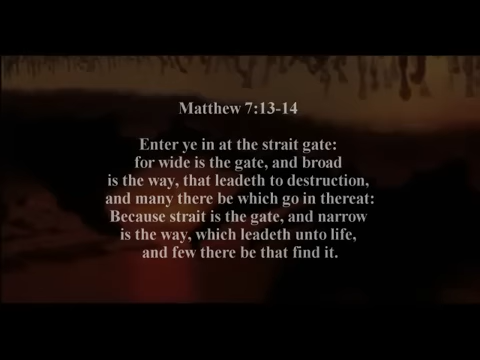 Matthew 7:13-14
Enter ye in at the strait gate:
for wide is the gate, and broad
is the way, that leadeth to destruction,
and many there be which go in thereat:
Because strait is the gate, and narrow
is the way, which leadeth unto life,
and few there be that find it.